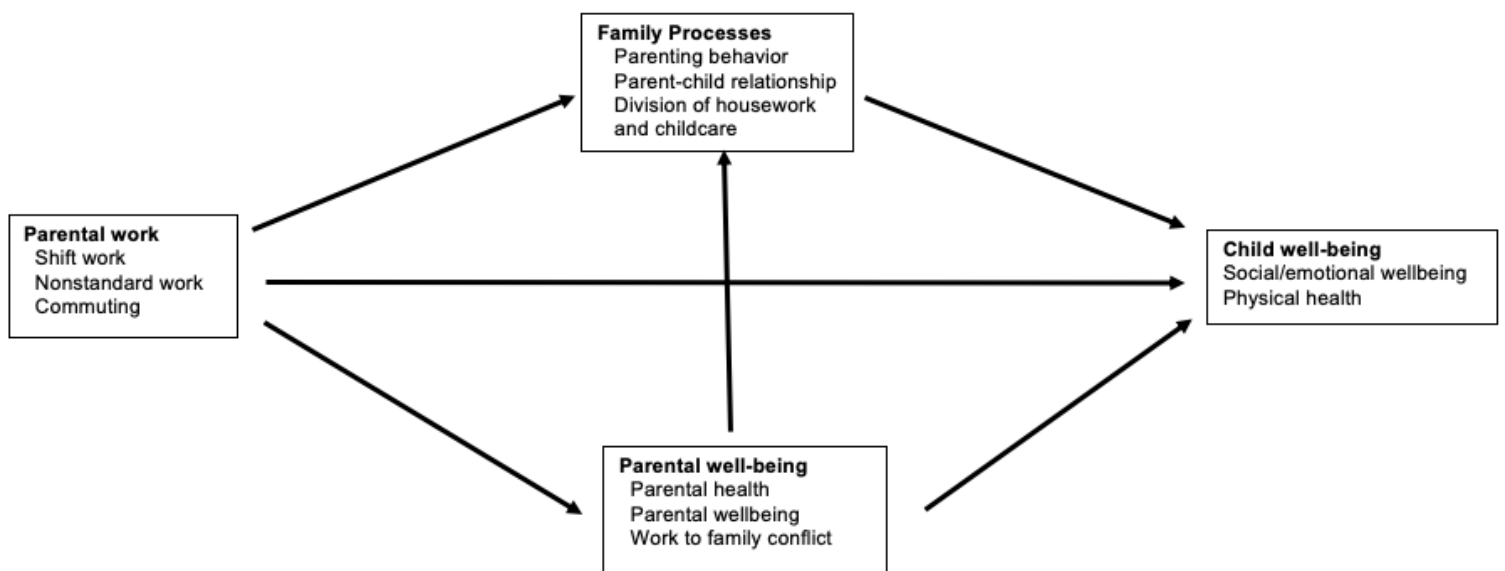 Family Processes
Parenting behavior
Parent-child relationship
Division of housework
and childcare
Parental work
Shift work
Nonstandard work
Commuting
Child well-being
Social/emotional wellbeing
Physical health
Parental well-being
Parental health
Parental wellbeing
Work to family conflict